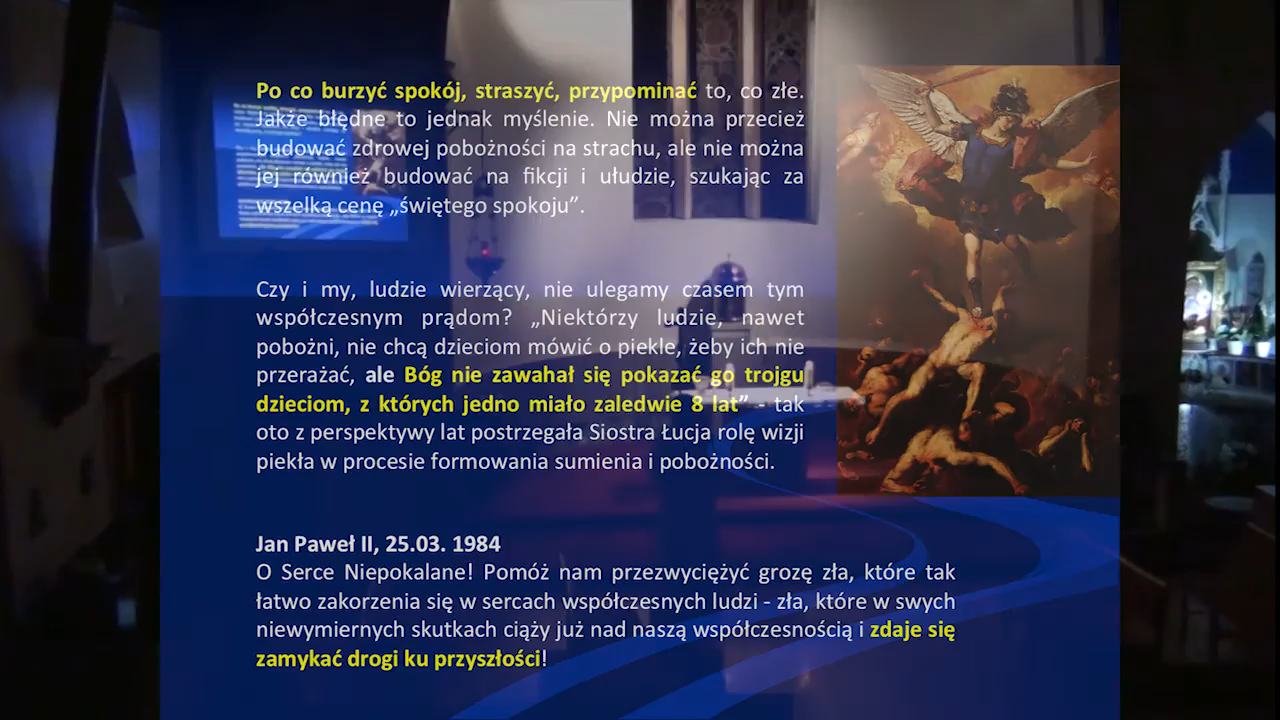 Po co burzyć spokój, straszyć, przypominać to, co złe.
Jakże błędne to jednak myślenie. Nie można przecież
budować zdrowej pobożności na strachu, ale nie można
jej również budować na fikcji i ułudzie, szukając za
wszelką cenę „świętego spokoju”.
Czy i my, ludzie wierzący, nie ulegamy czasem tym
współczesnym prądom? „Niektórzy ludzie, nawet
pobożni, nie chcą dzieciom mówić o piekle, żeby ich nie
przerażać, ale Bóg nie zawahał się pokazać go trojgu
dzieciom, z których jedno miało zaledwie 8 lat” - tak
oto z perspektywy lat postrzegała Siostra Łucja rolę wizji
piekła w procesie formowania sumienia i pobożności.
Jan Paweł II, 25.03. 1984
O Serce Niepokalane! Pomóż nam przezwyciężyć grozę zła, które tak
łatwo zakorzenia się w sercach współczesnych ludzi - zła, które w swych
niewymiernych skutkach ciąży już nad naszą współczesnością i zdaje się
zamykać drogi ku przyszłości!